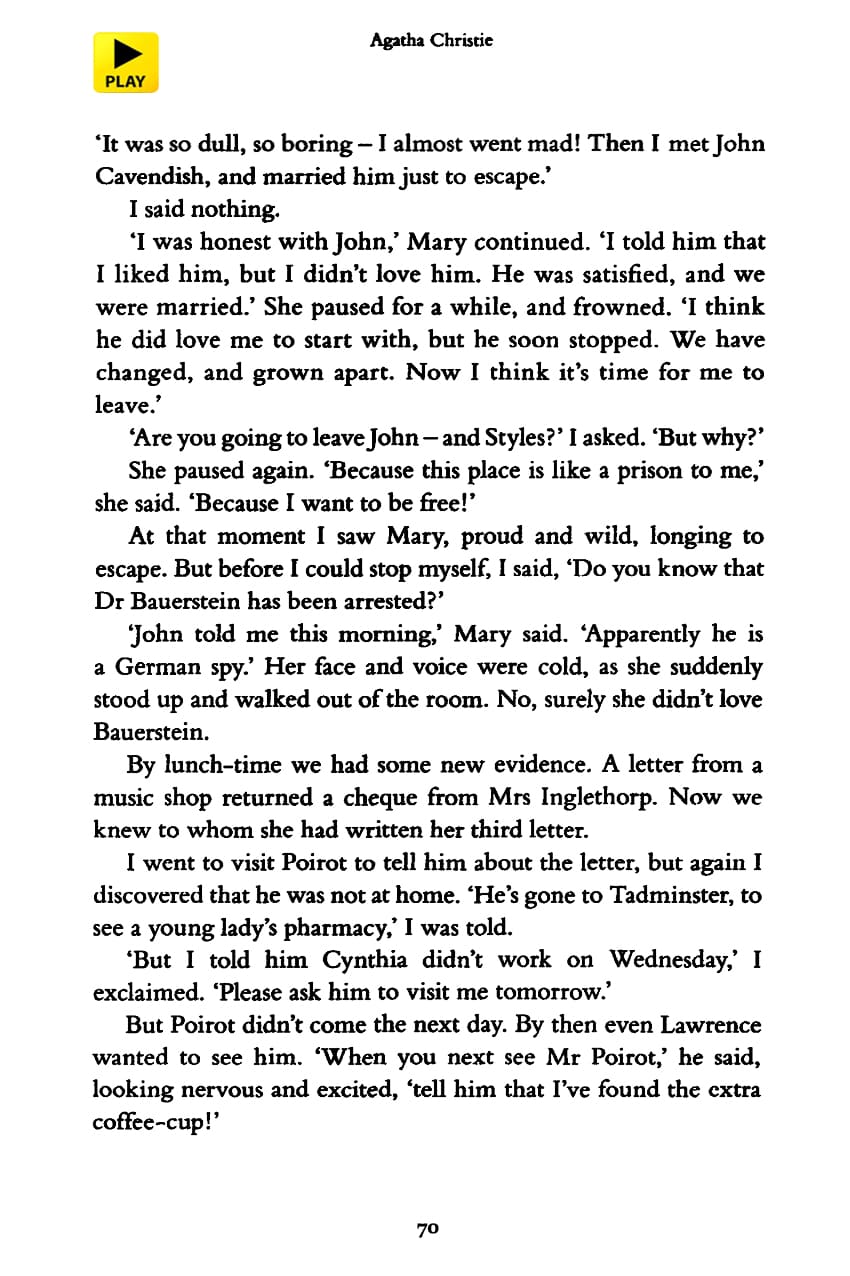 Agatha Christie
PLAY
‘It was so dull, so boring – I almost went mad! Then I met John
Cavendish, and married him just to escape.’
I said nothing.
‘I was honest with John,’ Mary continued. ‘I told him that
I liked him, but I didn’t love him. He was satisfied, and we
were married.’ She paused for a while, and frowned. ‘I think
he did love me to start with, but he soon stopped. We have
changed, and grown apart. Now I think it’s time for me to
leave.’
‘Are you going to leave John – and Styles?’ I asked. ‘But why?’
She paused again. ‘Because this place is like a prison to me,’
she said. ‘Because I want to be free!’
At that moment I saw Mary, proud and wild, longing to
escape. But before I could stop myself, I said, ‘Do you know that
Dr Bauerstein has been arrested?’
‘John told me this morning,’ Mary said. ‘Apparently he is
a German spy.’ Her face and voice were cold, as she suddenly
stood up and walked out of the room. No, surely she didn’t love
Bauerstein.
By lunch-time we had some new evidence. A letter from a
music shop returned a cheque from Mrs Inglethorp. Now we
knew to whom she had written her third letter.
I went to visit Poirot to tell him about the letter, but again I
discovered that he was not at home. ‘He’s gone to Tadminster, to
see a young lady’s pharmacy,’ I was told.
‘But I told him Cynthia didn’t work on Wednesday,’ I
exclaimed. ‘Please ask him to visit me tomorrow.’
But Poirot didn’t come the next day. By then even Lawrence
wanted to see him. ‘When you next see Mr Poirot,’ he said,
looking nervous and excited, ‘tell him that I’ve found the extra
coffee-cup!’
70